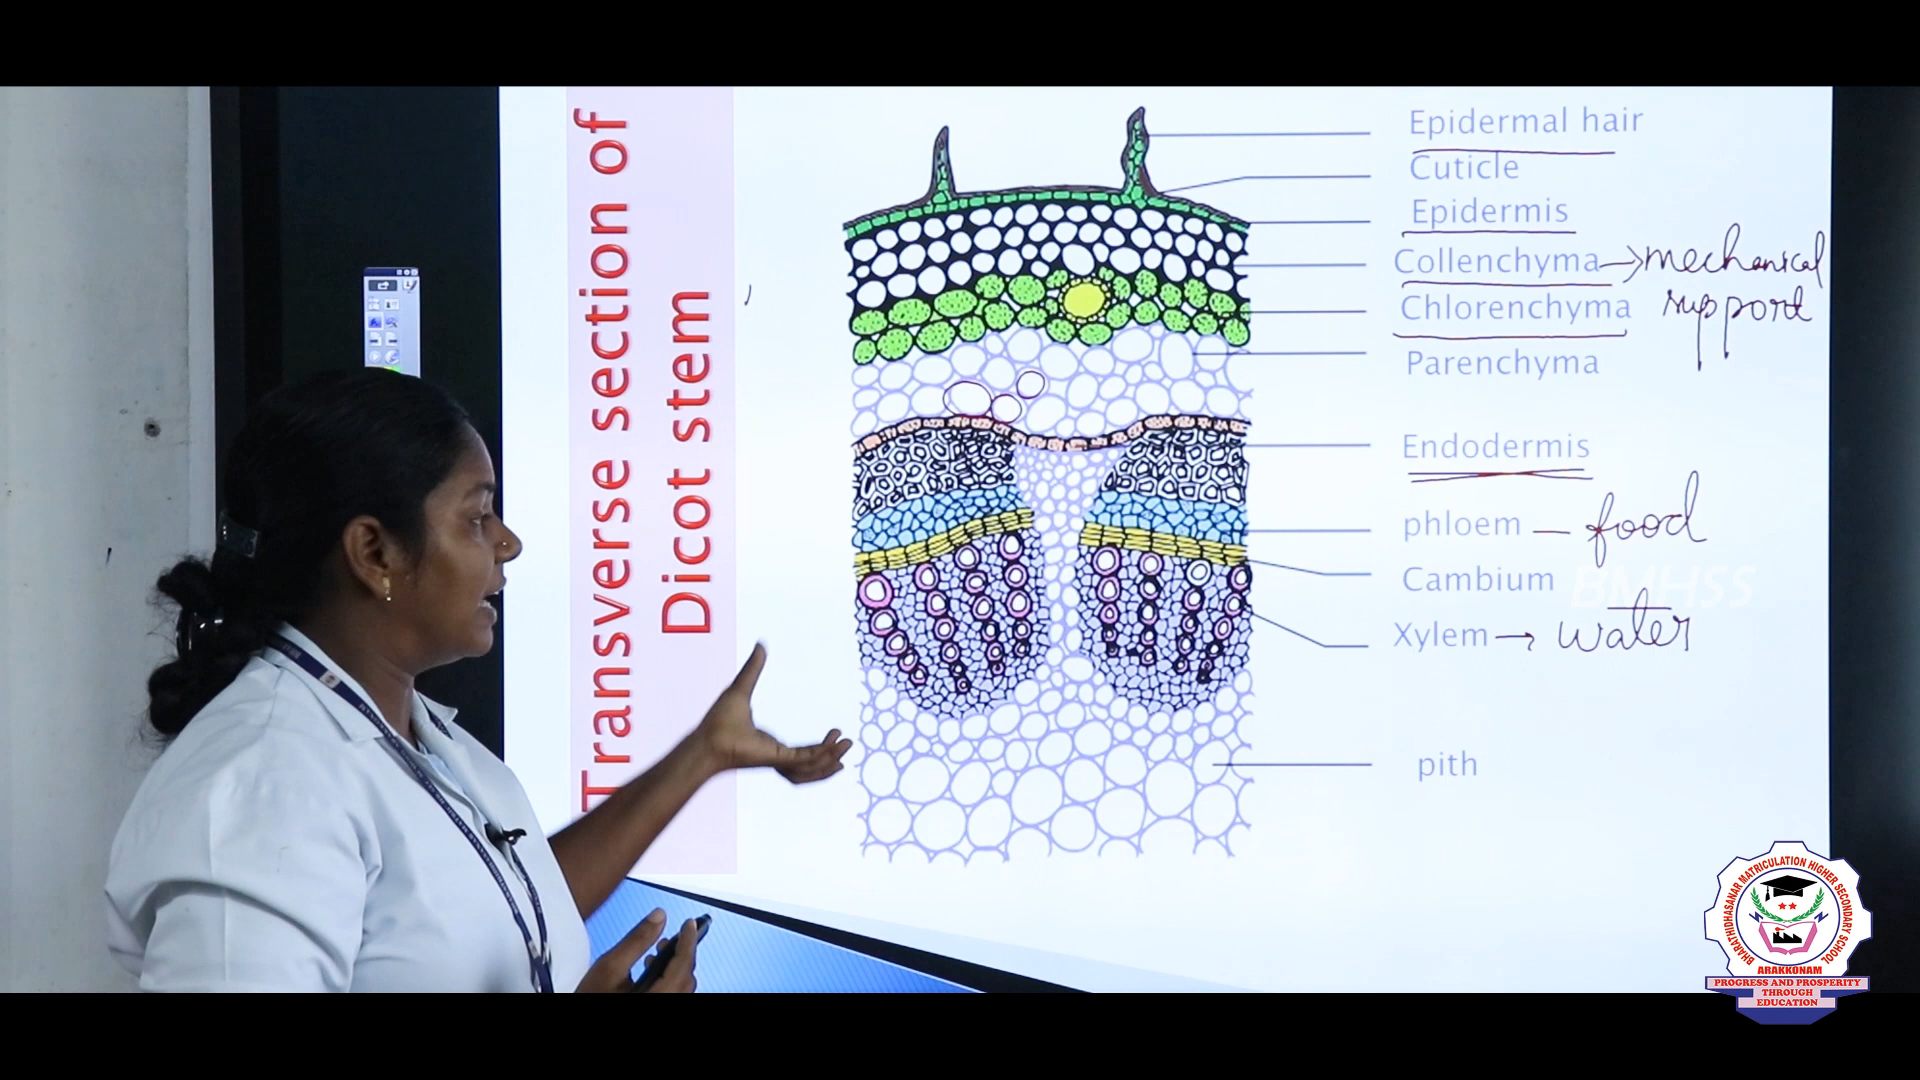 Transverse section of
Dicot stem
Epidermal hair
Cuticle
Epidermis
Collenchyma → mechanical
Chlorenchyma support
Parenchyma
Endodermis
phloem — food
Cambium
BMHSS
Xylem → water
pith
BHARATHIDHASANAR MATRICULATION HIGHER SECONDARY SCHOOL
ARAKKONAM
PROGRESS AND PROSPERITY
THROUGH
EDUCATION